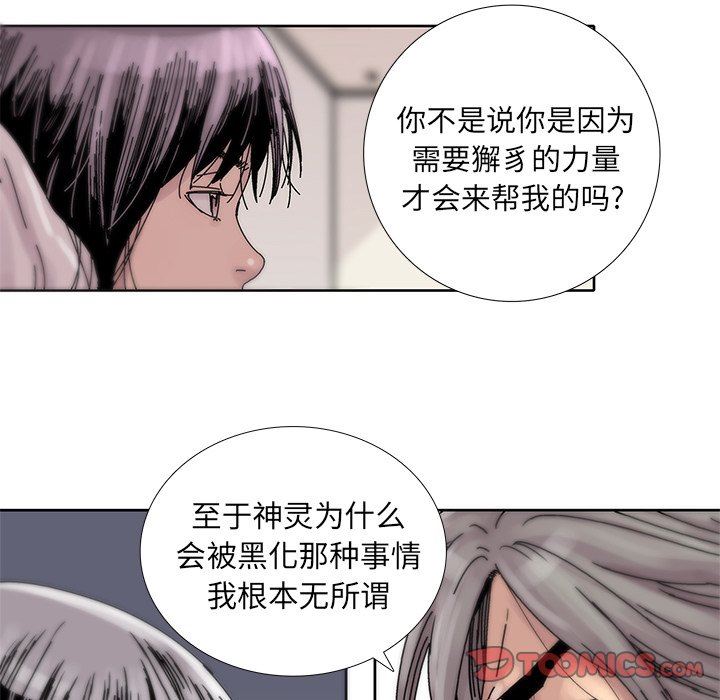 你不是说你是因为
需要獬豸的力量
才会来帮我的吗?
至于神灵为什么
会被黑化那种事情
我根本无所谓
TOOMICS.COM